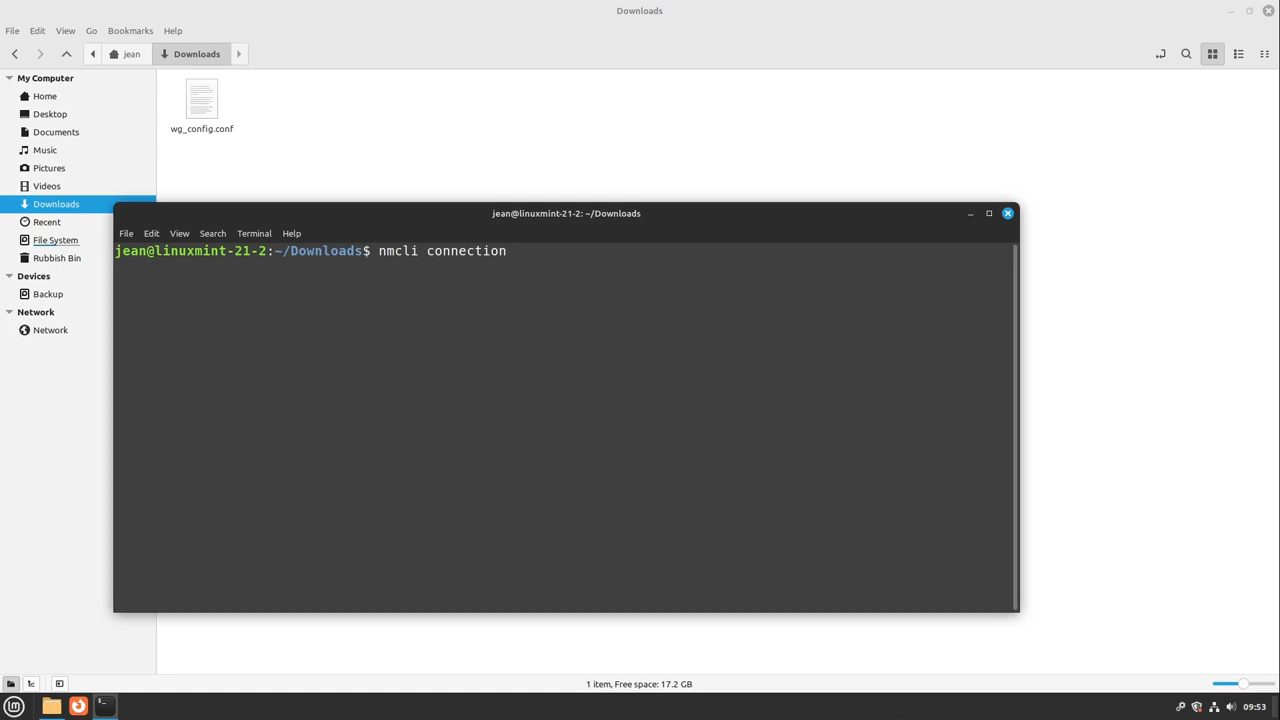 Downloads
File Edit View Go Bookmarks Help
jean Downloads
My Computer
Home
Desktop
Documents
Music
Pictures
Videos
Downloads
Recent
File System
Rubbish Bin
Devices
Backup
Network
Network
wg_config.conf
jean@linuxmint-21-2: ~/Downloads
File Edit View Search Terminal Help
jean@linuxmint-21-2:~/Downloads$ nmcli connection
1 item, Free space: 17.2 GB
09:53